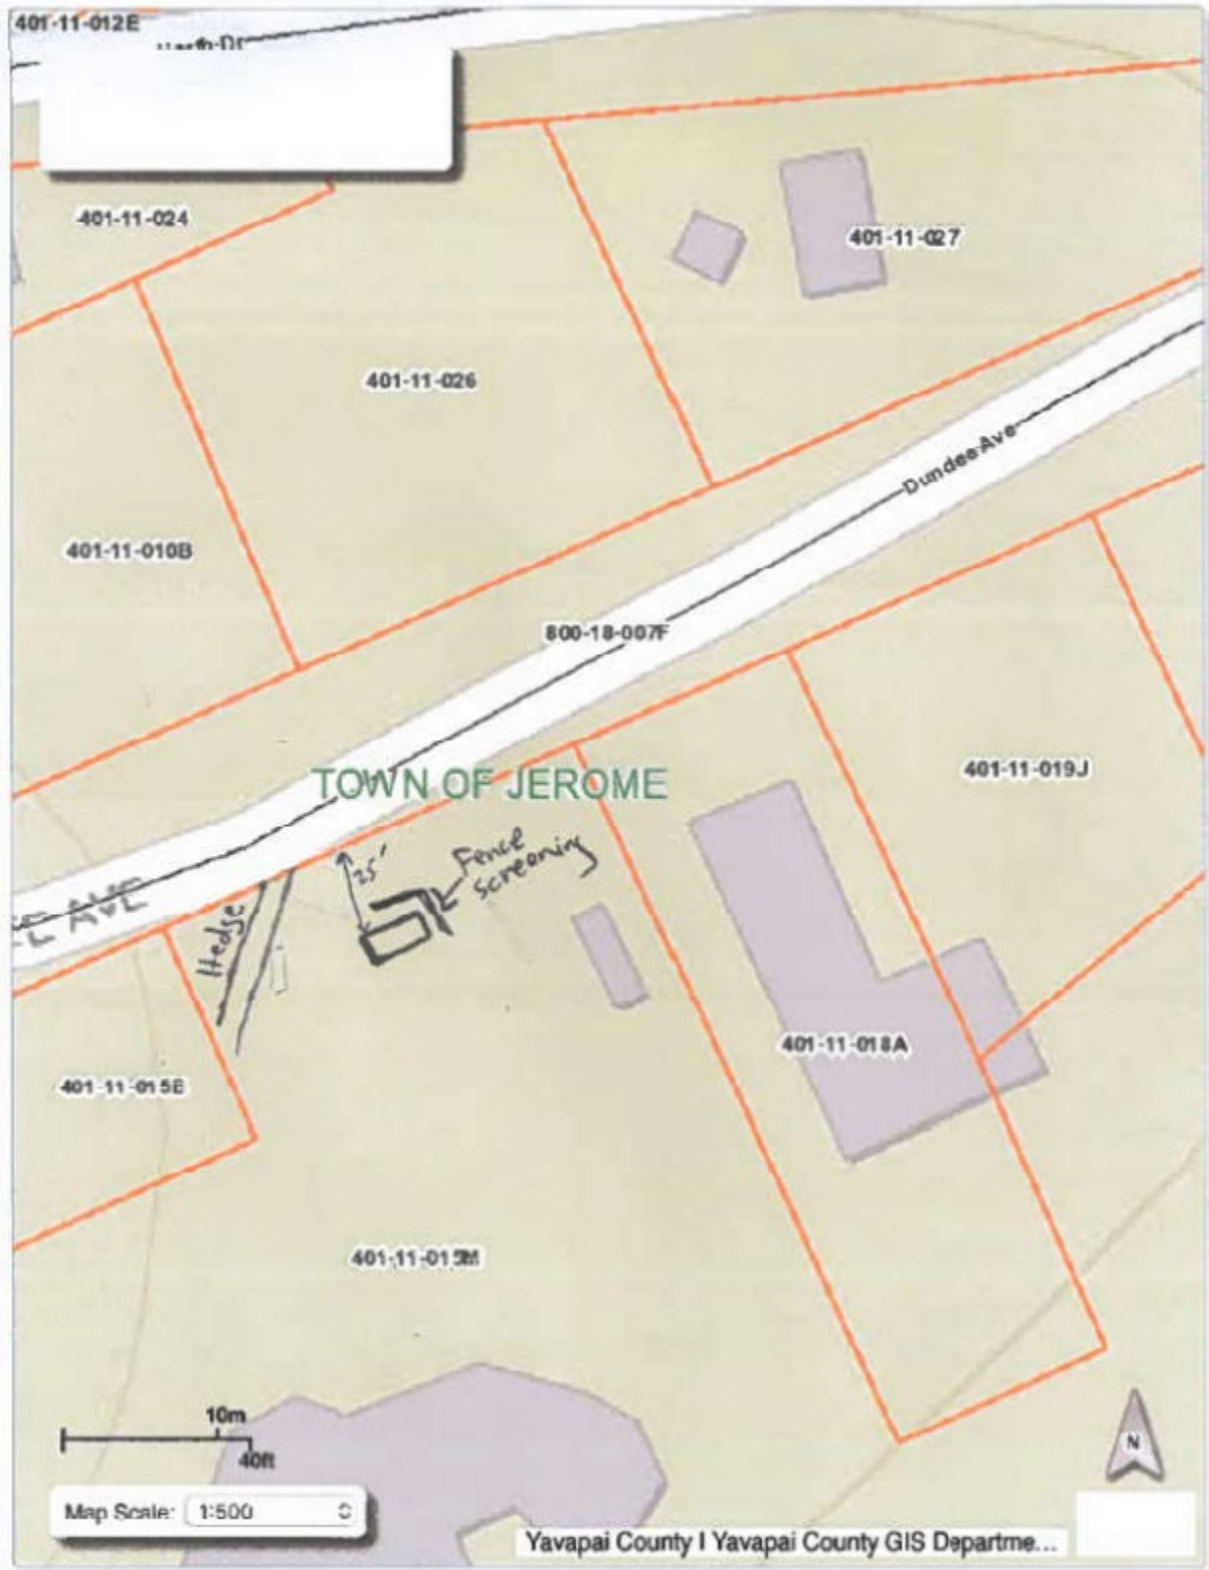 401-11-012E
401-11-024
401-11-027
401-11-026
Dundee Ave
401-11-010B
800-18-007F
TOWN OF JEROME
401-11-019J
Fence
screening
25'
Hedge
401-11-018A
401-11-015E
401-11-015M
10m
40ft
N
Map Scale: 1:500
Yavapai County I Yavapai County GIS Departme...